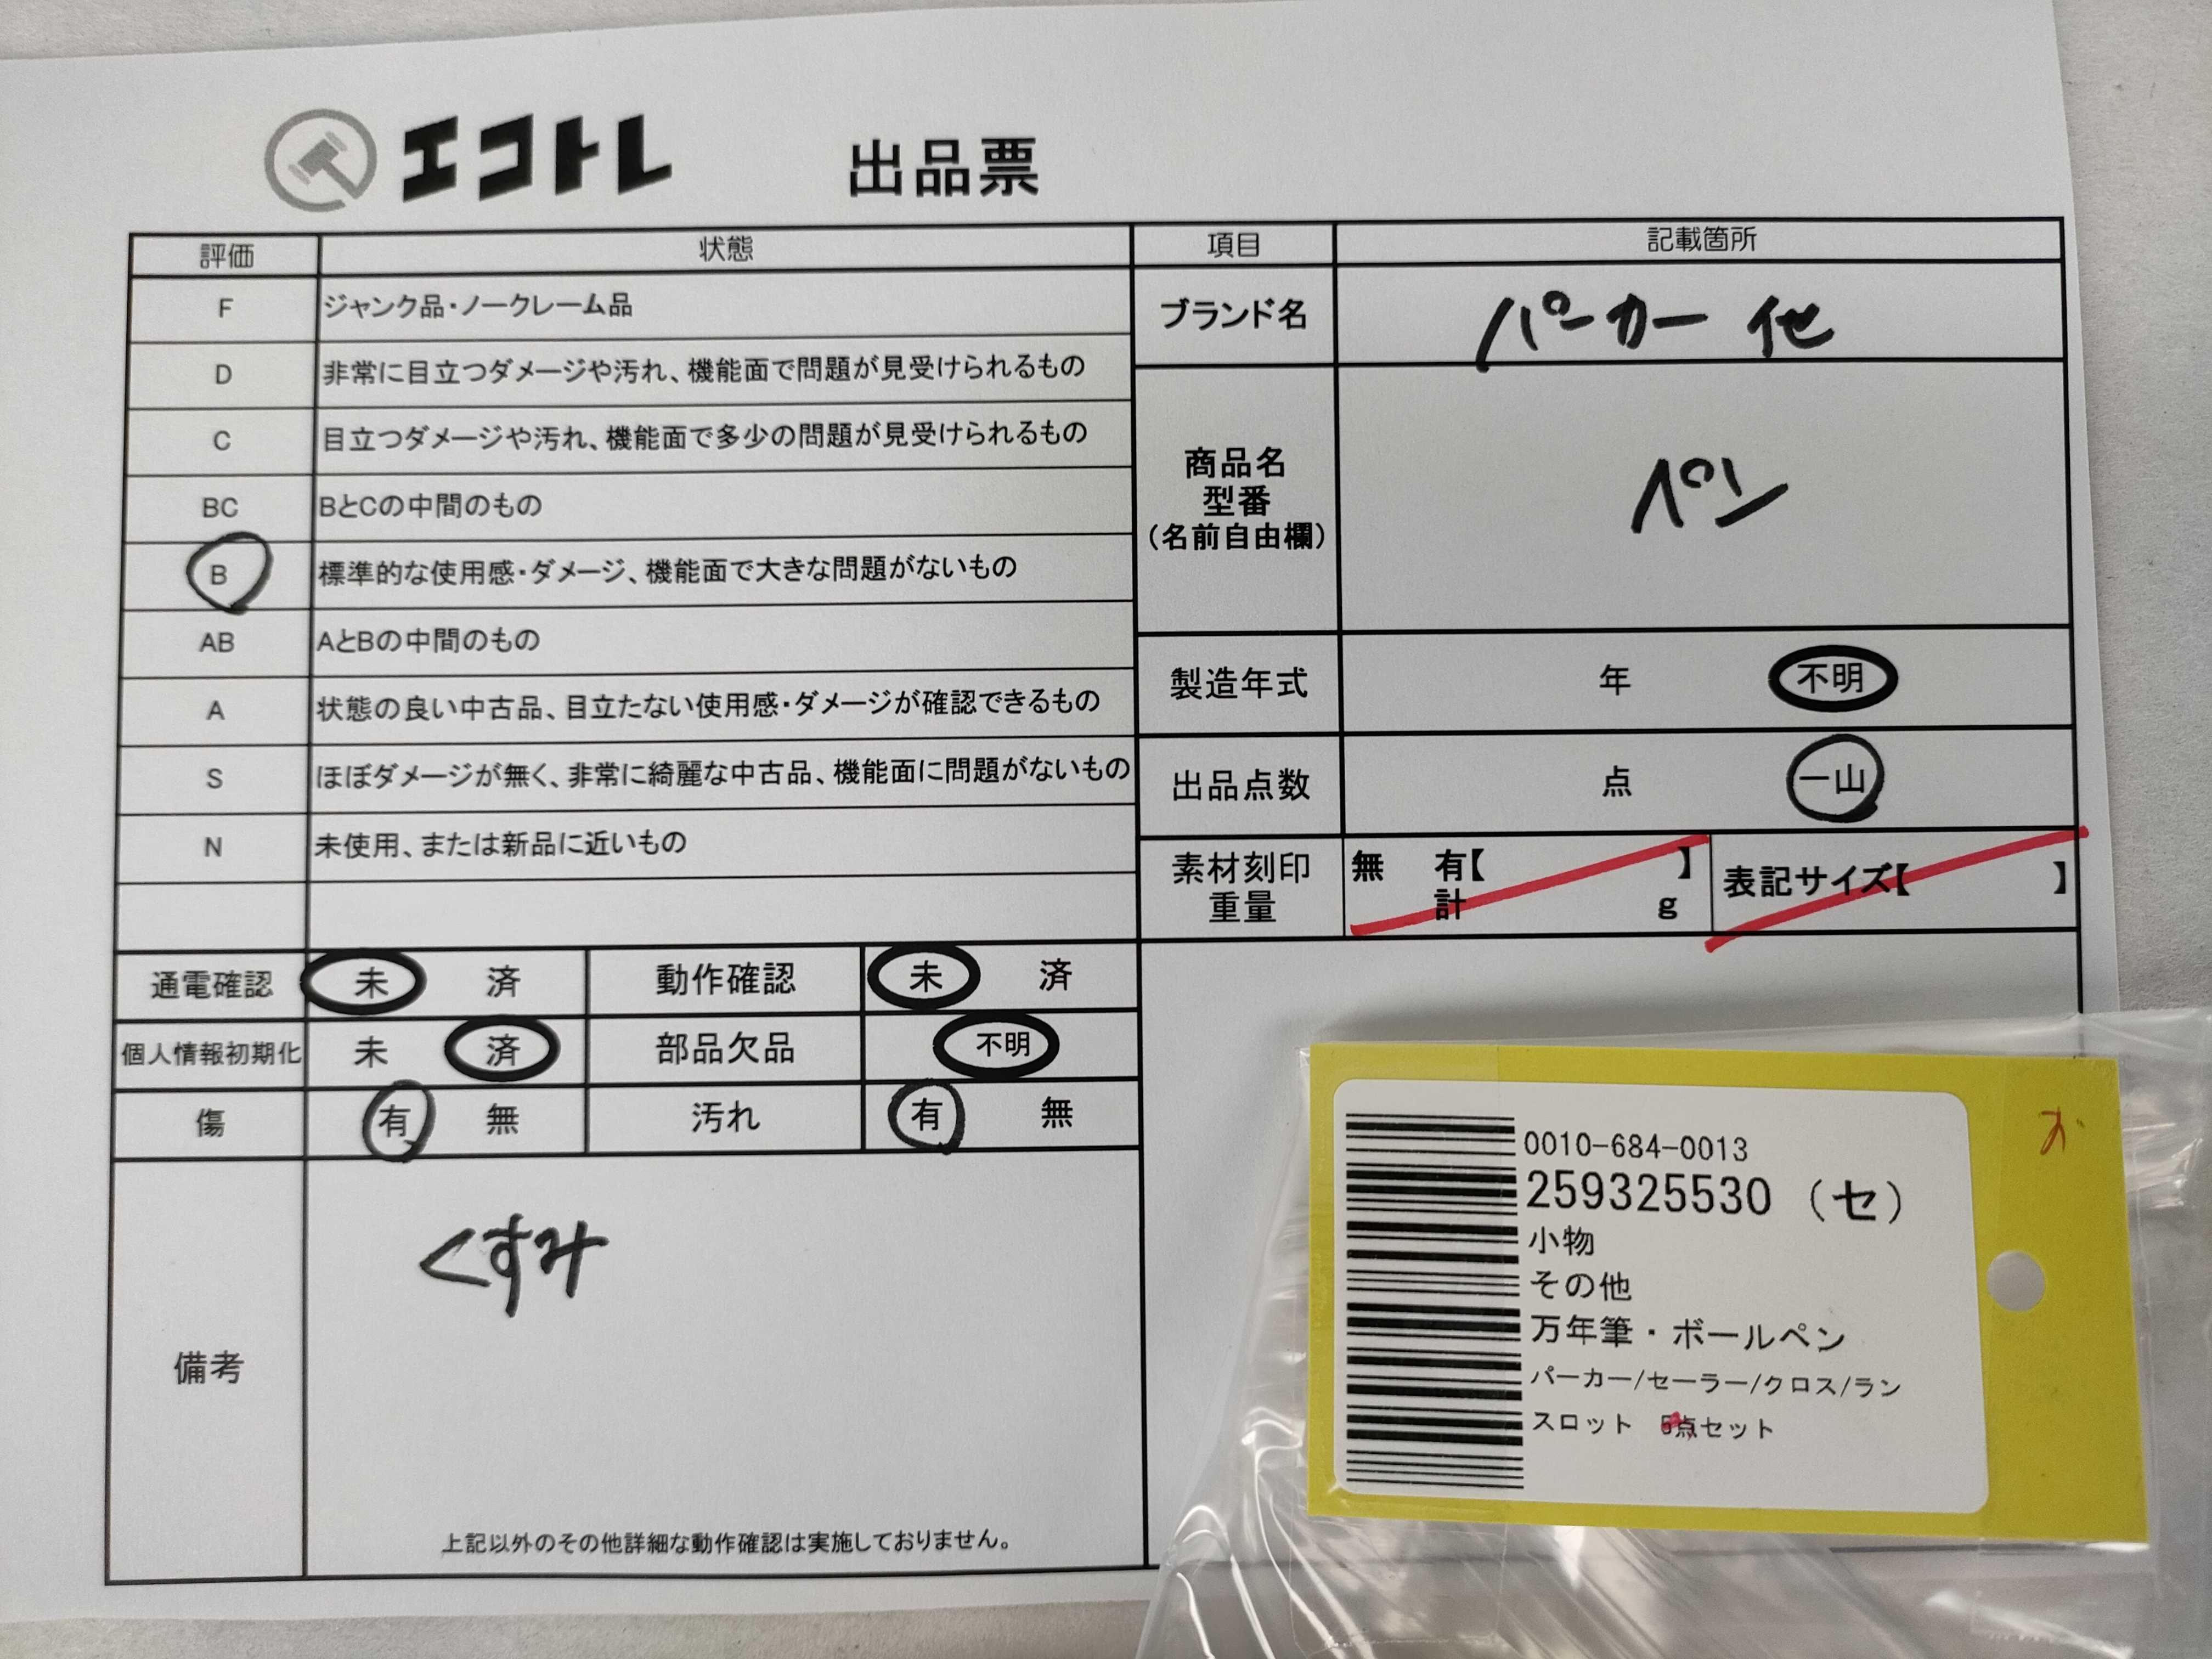 エコトレ 出品票
評価 状態
F ジャンク品・ノークレーム品
D 非常に目立つダメージや汚れ、機能面で問題が見受けられるもの
C 目立つダメージや汚れ、機能面で多少の問題が見受けられるもの
BC BとCの中間のもの
B 標準的な使用感・ダメージ、機能面で大きな問題がないもの
AB AとBの中間のもの
A 状態の良い中古品、目立たない使用感・ダメージが確認できるもの
S ほぼダメージが無く、非常に綺麗な中古品、機能面に問題がないもの
N 未使用、または新品に近いもの
通電確認 未 済 動作確認 未 済
個人情報初期化 未 済 部品欠品 不明
傷 有 無 汚れ 有 無
備考
くすみ
上記以外のその他詳細な動作確認は実施しておりません。
項目 記載箇所
ブランド名 パーカー 他
商品名
型番
(名前自由欄)
ペン
製造年式 年 不明
出品点数 点 一山
素材刻印 無 有【 】 表記サイズ【 】
重量 計 g
0010-684-0013
259325530 (セ)
小物
その他
万年筆・ボールペン
パーカー/セーラー/クロス/ラン
スロット 点セット